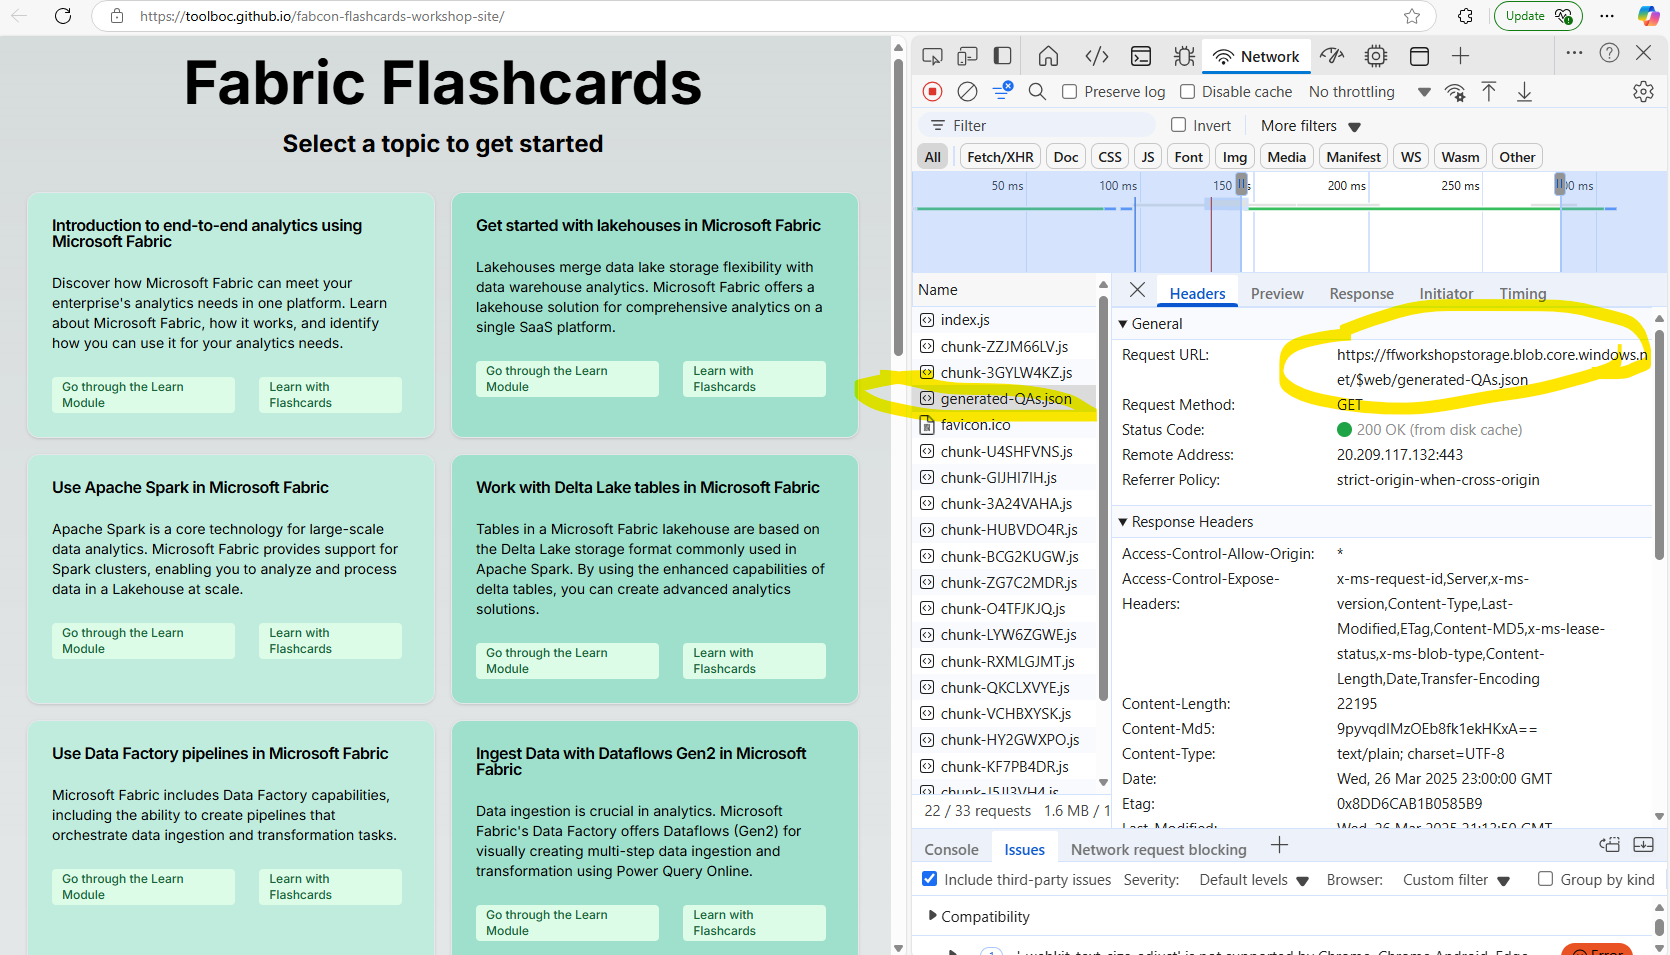 https://toolboc.github.io/fabcon-flashcards-workshop-site/
Update
Fabric Flashcards
Select a topic to get started
Introduction to end-to-end analytics using
Microsoft Fabric
Discover how Microsoft Fabric can meet your
enterprise's analytics needs in one platform. Learn
about Microsoft Fabric, how it works, and identify
how you can use it for your analytics needs.
Go through the Learn
Module
Learn with
Flashcards
Get started with lakehouses in Microsoft Fabric
Lakehouses merge data lake storage flexibility with
data warehouse analytics. Microsoft Fabric offers a
lakehouse solution for comprehensive analytics on a
single SaaS platform.
Go through the Learn
Module
Learn with
Flashcards
Use Apache Spark in Microsoft Fabric
Apache Spark is a core technology for large-scale
data analytics. Microsoft Fabric provides support for
Spark clusters, enabling you to analyze and process
data in a Lakehouse at scale.
Go through the Learn
Module
Learn with
Flashcards
Work with Delta Lake tables in Microsoft Fabric
Tables in a Microsoft Fabric lakehouse are based on
the Delta Lake storage format commonly used in
Apache Spark. By using the enhanced capabilities of
delta tables, you can create advanced analytics
solutions.
Go through the Learn
Module
Learn with
Flashcards
Use Data Factory pipelines in Microsoft Fabric
Microsoft Fabric includes Data Factory capabilities,
including the ability to create pipelines that
orchestrate data ingestion and transformation tasks.
Go through the Learn
Module
Learn with
Flashcards
Ingest Data with Dataflows Gen2 in Microsoft
Fabric
Data ingestion is crucial in analytics. Microsoft
Fabric's Data Factory offers Dataflows (Gen2) for
visually creating multi-step data ingestion and
transformation using Power Query Online.
Go through the Learn
Module
Learn with
Flashcards
Network
Preserve log
Disable cache
No throttling
Filter
Invert
More filters
All
Fetch/XHR
Doc
CSS
JS
Font
Img
Media
Manifest
WS
Wasm
Other
50 ms
100 ms
150
200 ms
250 ms
00 ms
Name
index.js
chunk-ZZJM66LV.js
chunk-3GYLW4KZ.js
generated-QAs.json
favicon.ico
chunk-U4SHFVNS.js
chunk-GIJHI7IH.js
chunk-3A24VAHA.js
chunk-HUBVDO4R.js
chunk-BCG2KUGW.js
chunk-ZG7C2MDR.js
chunk-O4TFJKJQ.js
chunk-LYW6ZGWE.js
chunk-RXMLGJMT.js
chunk-QKCLXVYE.js
chunk-VCHBXYSK.js
chunk-HY2GWXPO.js
chunk-KF7PB4DR.js
22 / 33 requests
1.6 MB / 1
Headers
Preview
Response
Initiator
Timing
General
Request URL:
https://ffworkshopstorage.blob.core.windows.n
et/$web/generated-QAs.json
Request Method:
GET
Status Code:
200 OK (from disk cache)
Remote Address:
20.209.117.132:443
Referrer Policy:
strict-origin-when-cross-origin
Response Headers
Access-Control-Allow-Origin:
*
Access-Control-Expose-
Headers:
x-ms-request-id,Server,x-ms-
version,Content-Type,Last-
Modified,ETag,Content-MD5,x-ms-lease-
status,x-ms-blob-type,Content-
Length,Date,Transfer-Encoding
Content-Length:
22195
Content-Md5:
9pyvqdlMzOEb8fk1ekHKxA==
Content-Type:
text/plain; charset=UTF-8
Date:
Wed, 26 Mar 2025 23:00:00 GMT
Etag:
0x8DD6CAB1B0585B9
Last-Modified:
Wed, 26 Mar 2025 21:12:50 GMT
Console
Issues
Network request blocking
Include third-party issues
Severity:
Default levels
Browser:
Custom filter
Group by kind
Compatibility
1
Error